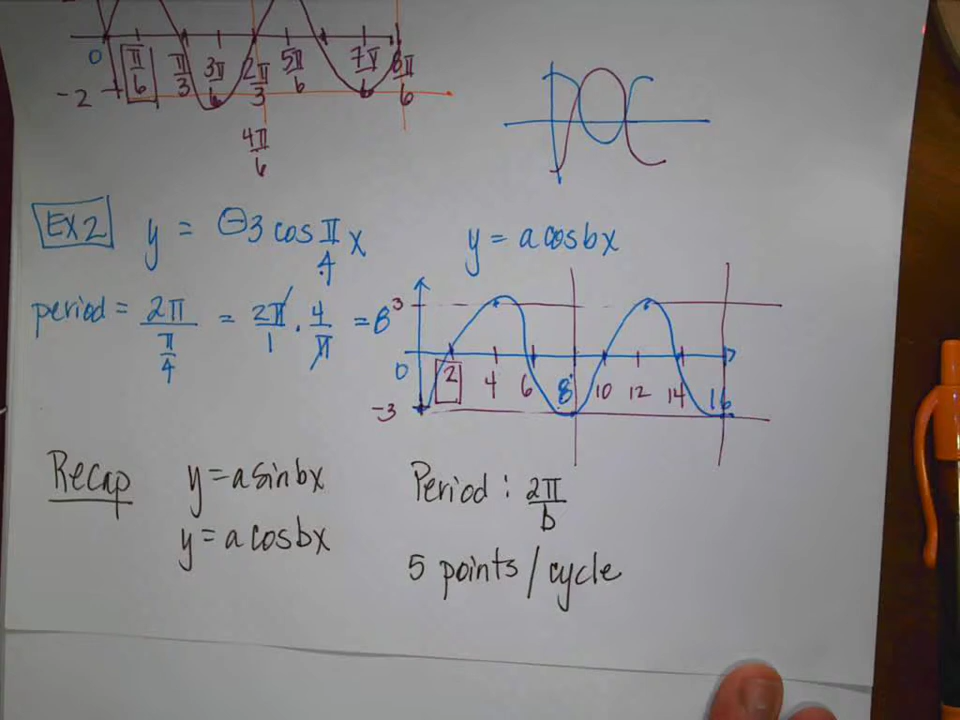 0 π/6 π/3 3π/6 2π/3 5π/6 7π/6 8π/6
-2
4π/6
Ex 2 y = -3 cos π/4 x y = a cos bx
period = 2π/(π/4) = 2π/1 · 4/π = 8
3
0 2 4 6 8 10 12 14 16
-3
Recap y = a sin bx Period : 2π/b
y = a cos bx
5 points / cycle